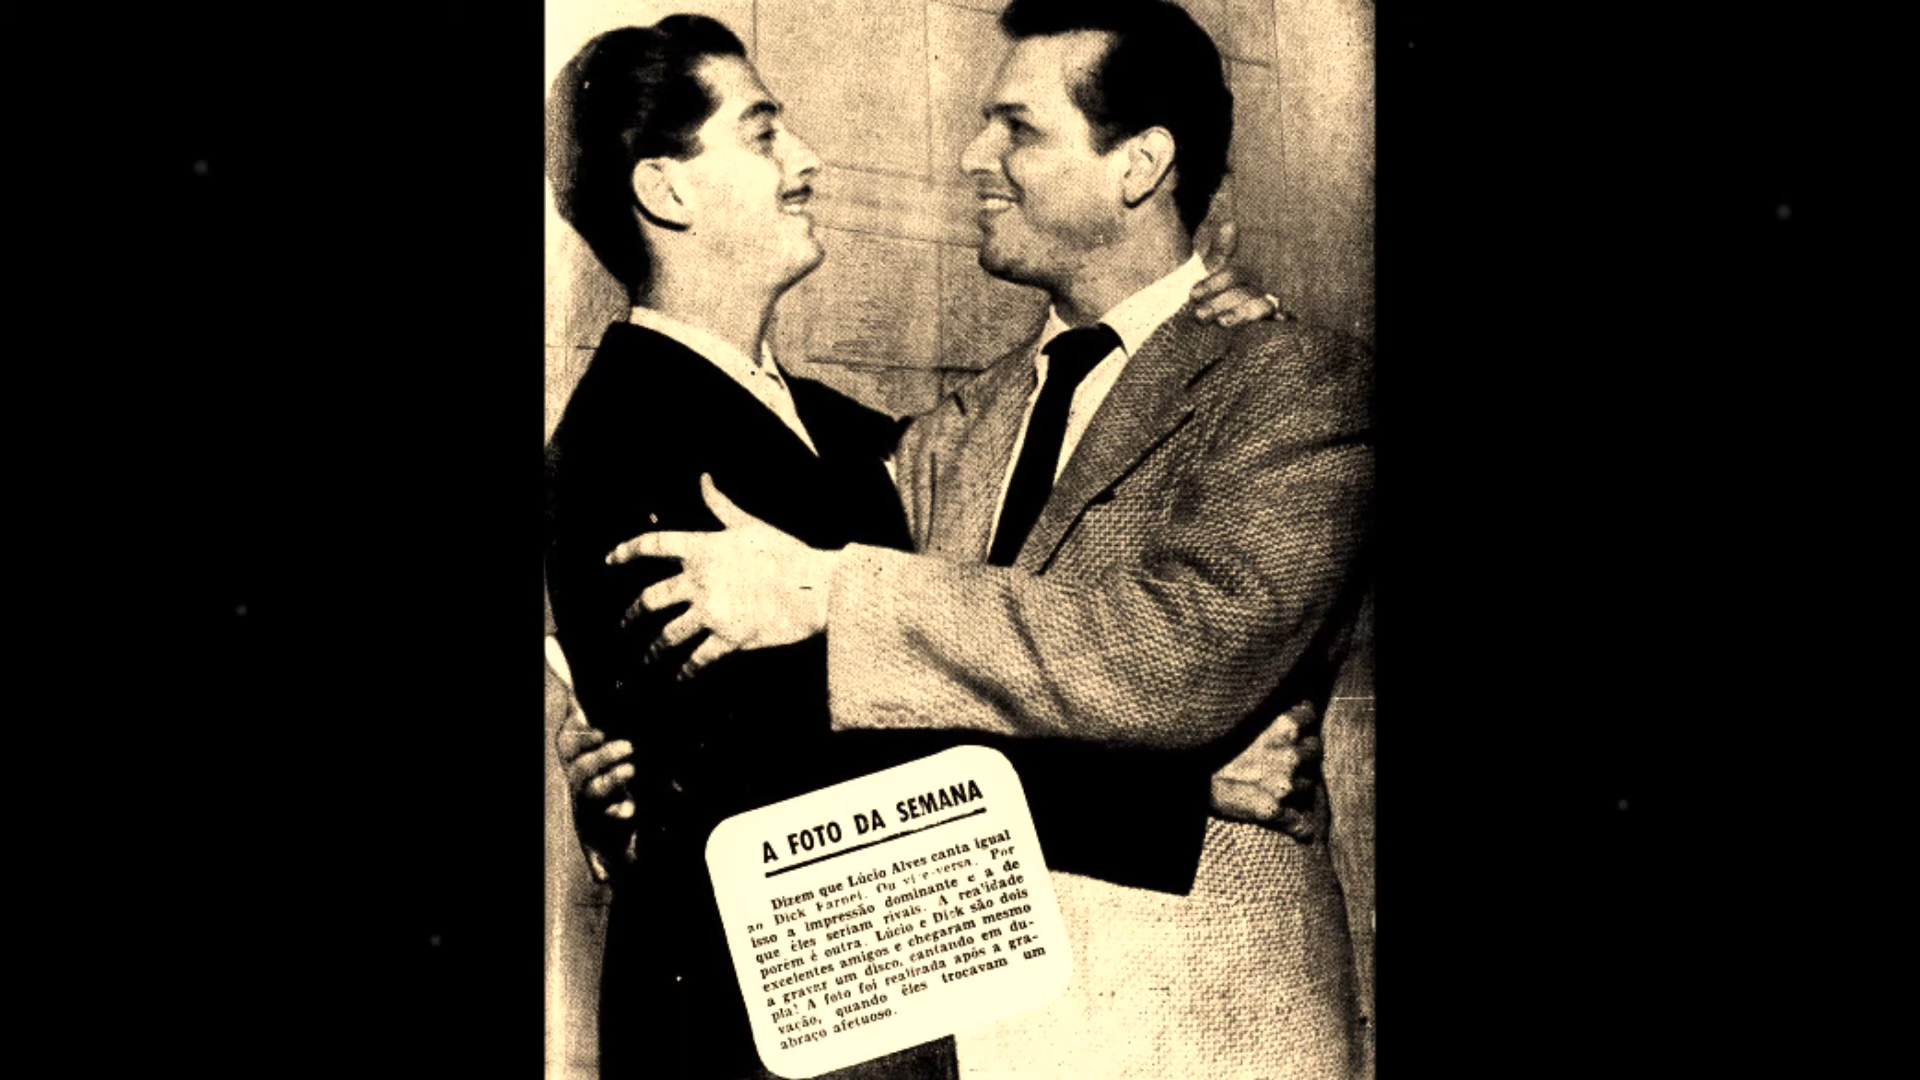 A FOTO DA SEMANA
Dizem que Lúcio Alves canta igual
ao Dick Farnei. Ou vice-versa. Por
isso a impressão dominante e a de
que êles seriam rivais. A realidade
porém é outra. Lúcio e Dick são dois
excelentes amigos e chegaram mesmo
a gravar um disco, cantando em du-
pla! A foto foi realizada após a gra-
vação, quando êles trocavam um
abraço afetuoso.